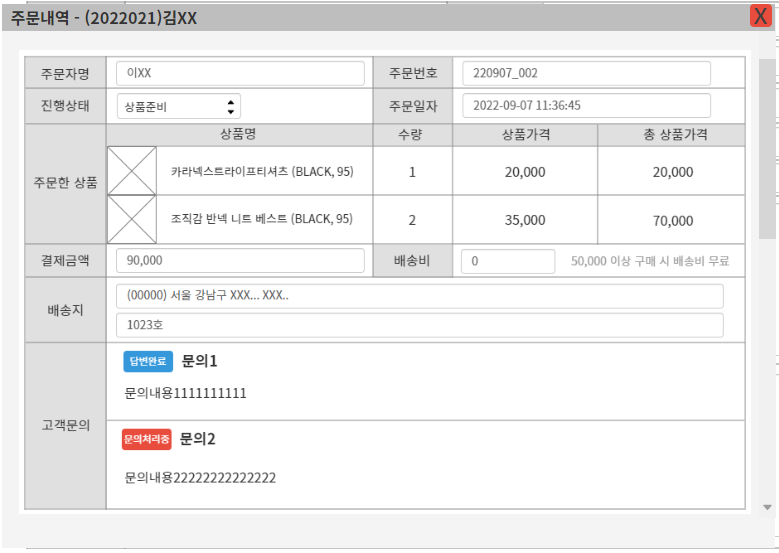 주문내역 - (2022021)김XX
X
주문자명 이XX 주문번호 220907_002
진행상태 상품준비 주문일자 2022-09-07 11:36:45
주문한 상품 상품명 수량 상품가격 총 상품가격
카라넥스트라이프티셔츠 (BLACK, 95) 1 20,000 20,000
조직감 반넥 니트 베스트 (BLACK, 95) 2 35,000 70,000
결제금액 90,000 배송비 0 50,000 이상 구매 시 배송비 무료
배송지 (00000) 서울 강남구 XXX... XXX..
1023호
고객문의
답변완료 문의1
문의내용1111111111
문의처리중 문의2
문의내용22222222222222